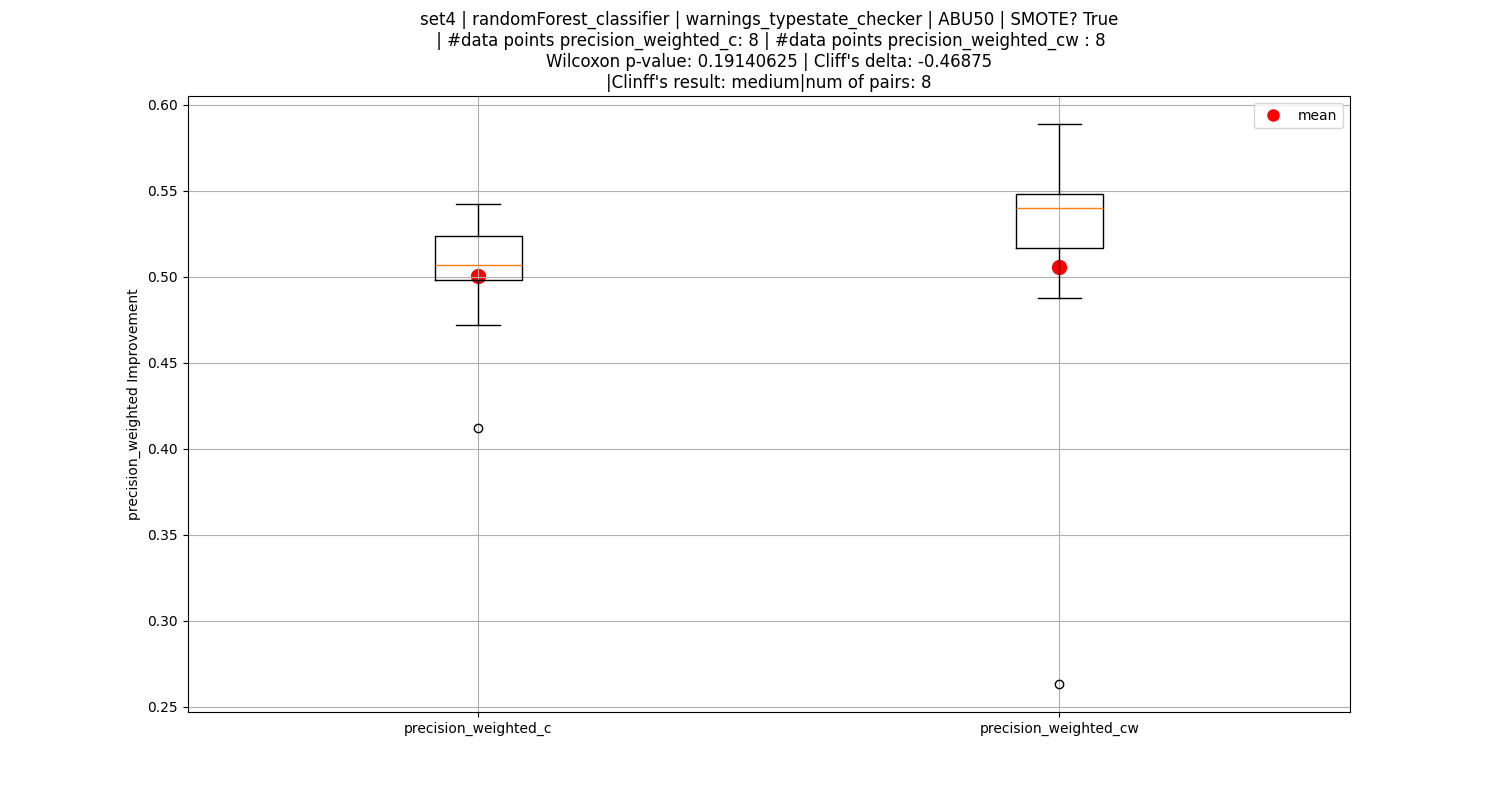 set4 | randomForest_classifier | warnings_typestate_checker | ABU50 | SMOTE? True
| #data points precision_weighted_c: 8 | #data points precision_weighted_cw : 8
Wilcoxon p-value: 0.19140625 | Cliff's delta: -0.46875
|Clinff's result: medium|num of pairs: 8
mean
precision_weighted Improvement
0.60
0.55
0.50
0.45
0.40
0.35
0.30
0.25
precision_weighted_c
precision_weighted_cw